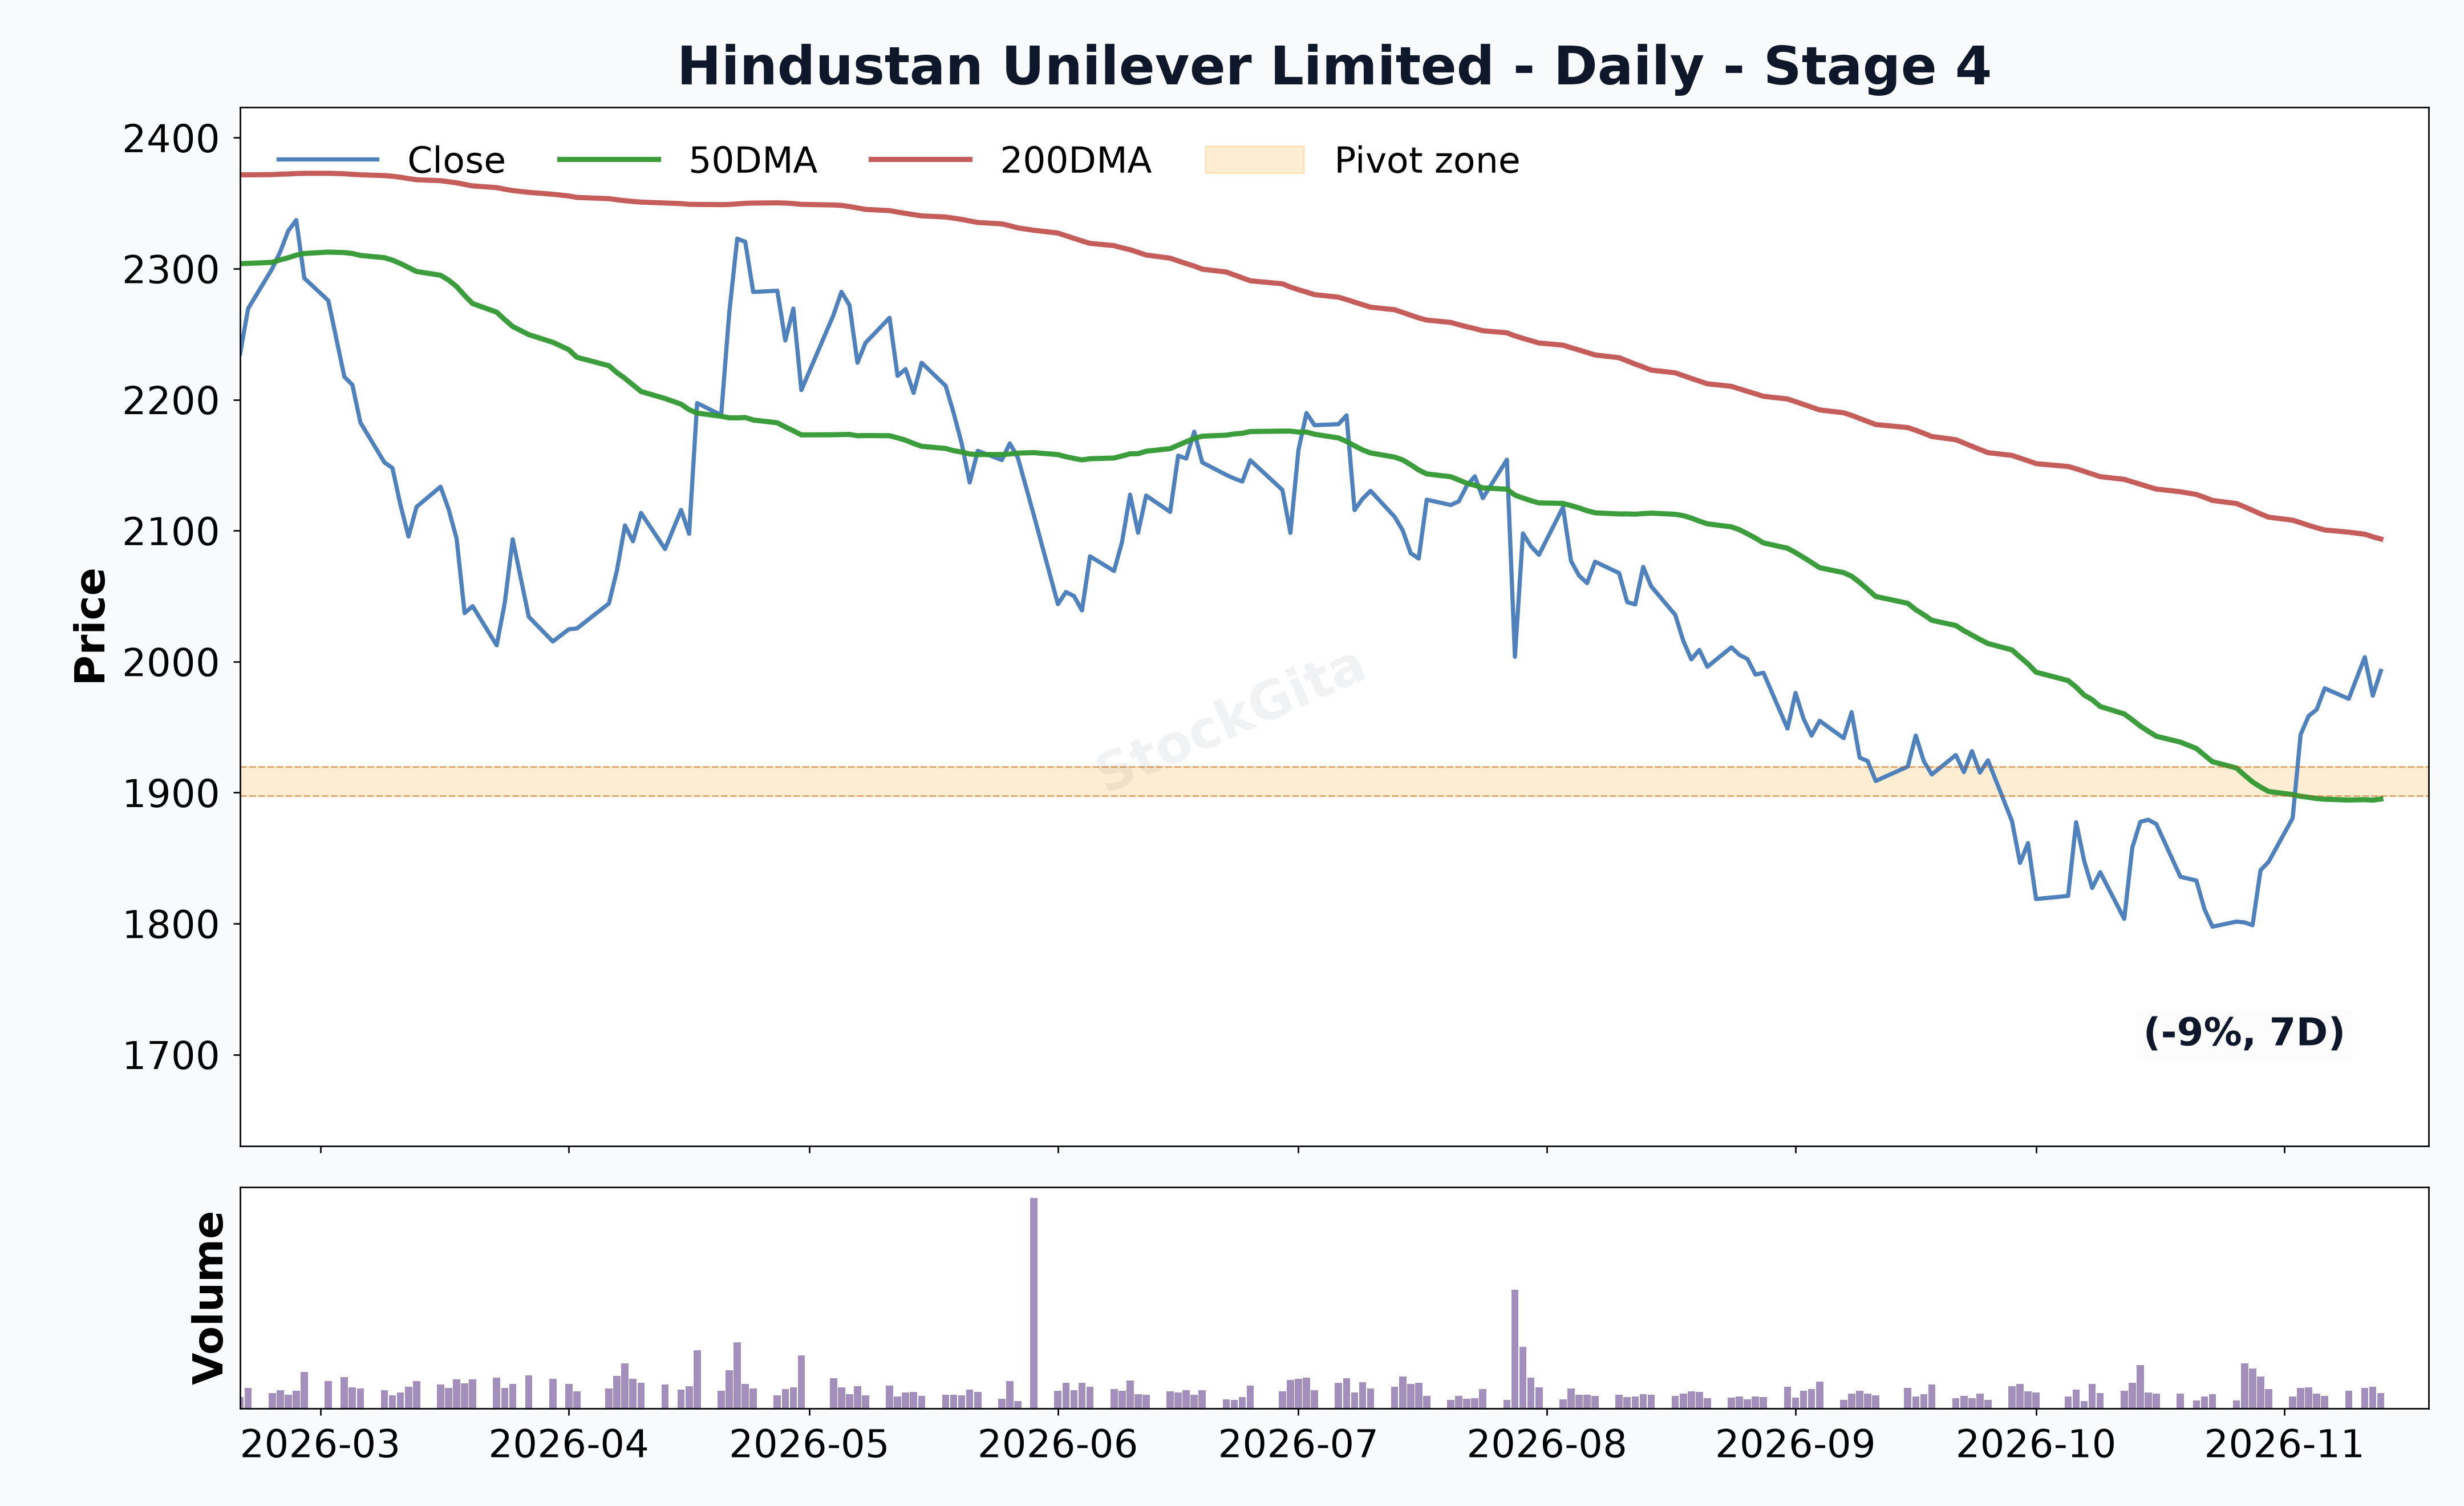 Hindustan Unilever Limited - Daily - Stage 4
Close 50DMA 200DMA Pivot zone
2400
2300
2200
2100
2000
1900
1800
1700
Price
StockGita
(-9%, 7D)
Volume
2026-03 2026-04 2026-05 2026-06 2026-07 2026-08 2026-09 2026-10 2026-11